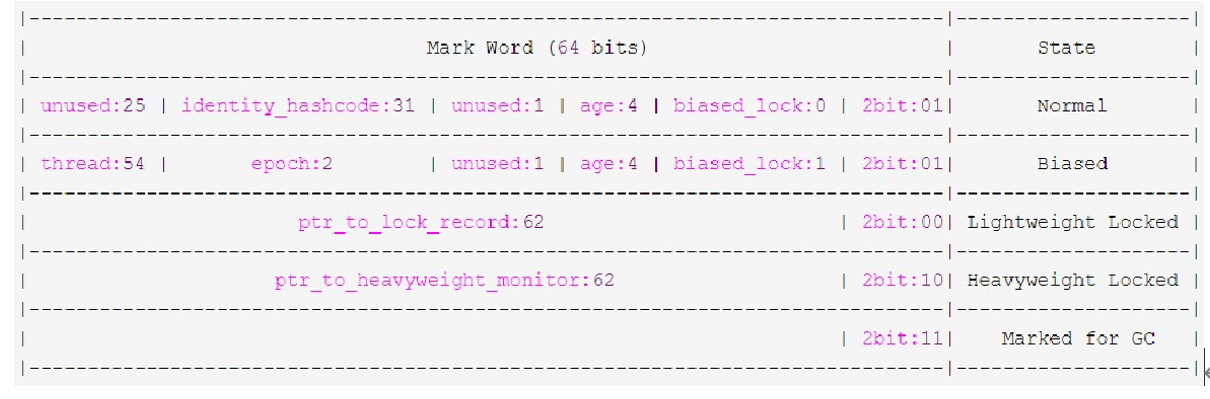 |------------------------------------------------------------------------------|--------------------|
| Mark Word (64 bits) | State |
|------------------------------------------------------------------------------|--------------------|
| unused:25 | identity_hashcode:31 | unused:1 | age:4 | biased_lock:0 | 2bit:01| Normal |
|------------------------------------------------------------------------------|--------------------|
| thread:54 | epoch:2 | unused:1 | age:4 | biased_lock:1 | 2bit:01| Biased |
|------------------------------------------------------------------------------|--------------------|
| ptr_to_lock_record:62 | 2bit:00| Lightweight Locked |
|------------------------------------------------------------------------------|--------------------|
| ptr_to_heavyweight_monitor:62 | 2bit:10| Heavyweight Locked |
|------------------------------------------------------------------------------|--------------------|
| | 2bit:11| Marked for GC |
|------------------------------------------------------------------------------|--------------------|